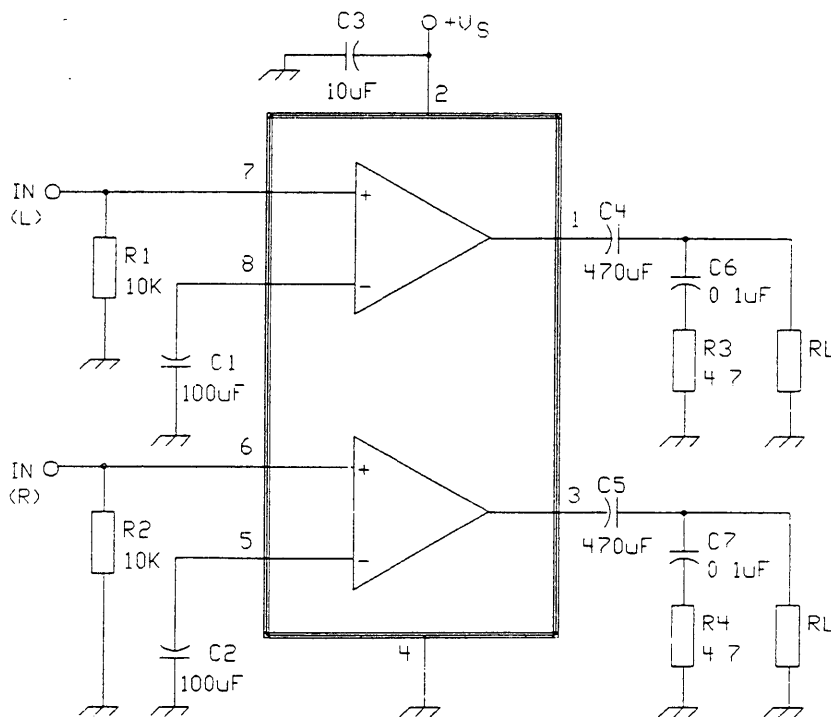 C3
+VS
10uF
2
7
IN
(L)
+
1
C4
R1
10K
8
−
470uF
C6
0 1uF
C1
100uF
R3
4 7
RL
6
IN
(R)
+
3
C5
R2
10K
5
−
470uF
C7
0 1uF
C2
100uF
4
R4
4 7
RL